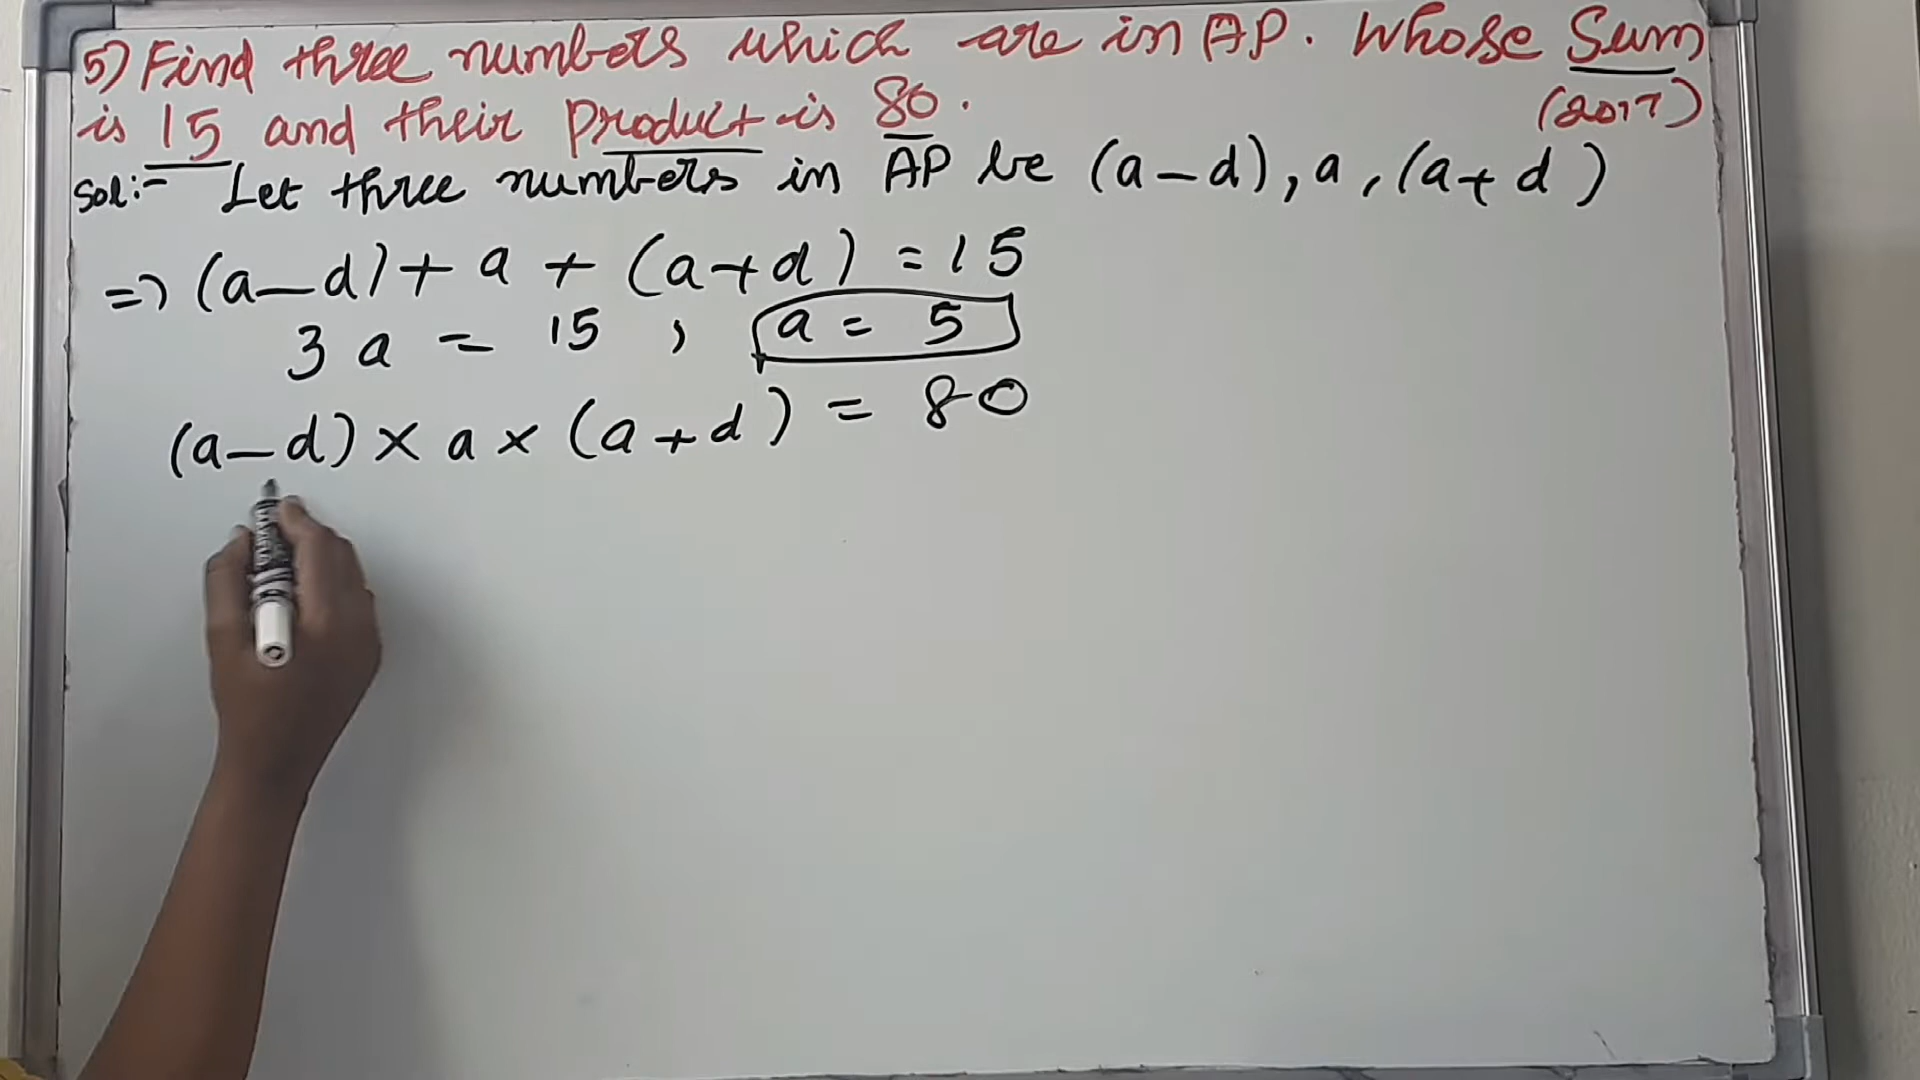 5) Find three numbers which are in AP. Whose Sum
is 15 and their product is 80. (2017)
Sol:- Let three numbers in AP be (a-d), a, (a+d)
=> (a-d) + a + (a+d) = 15
3a = 15, a = 5
(a-d) × a × (a+d) = 80